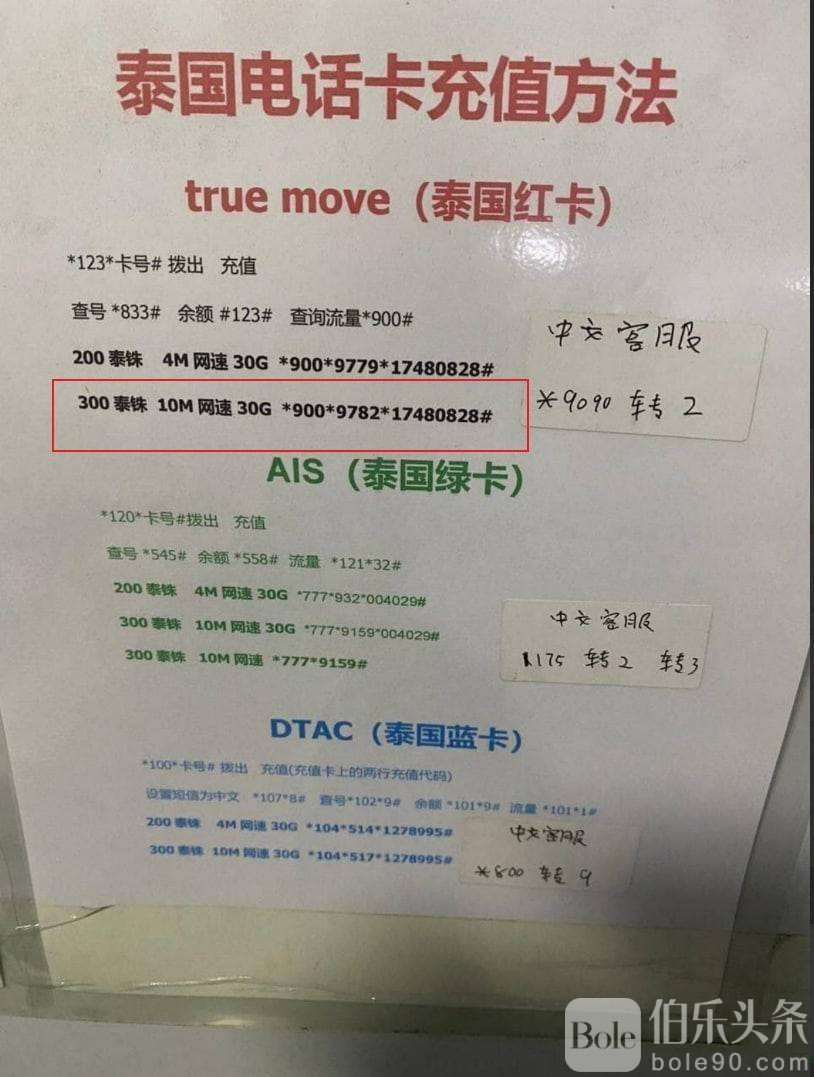 泰国电话卡充值方法
true move（泰国红卡）
*123*卡号# 拨出 充值
查号 *833# 余额 #123# 查询流量*900#
200 泰铢 4M 网速 30G *900*9779*17480828#
300 泰铢 10M 网速 30G *900*9782*17480828#
中文客服
*9090 转 2
AIS（泰国绿卡）
*120*卡号#拨出 充值
查号 *545# 余额 *558# 流量 *121*32#
200 泰铢 4M 网速 30G *777*932*004029#
300 泰铢 10M 网速 30G *777*9159*004029#
300 泰铢 10M 网速 *777*9159#
中文客服
1175 转 2 转 3
DTAC（泰国蓝卡）
*100*卡号# 拨出 充值(充值卡上的两行充值代码)
设置短信为中文 *107*8# 查号*102*9# 余额 *101*9# 流量 *101*1#
200 泰铢 4M 网速 30G *104*514*1278995#
300 泰铢 10M 网速 30G *104*517*1278995#
中文客服
*800 转 9
Bole 伯乐头条
bole90.com